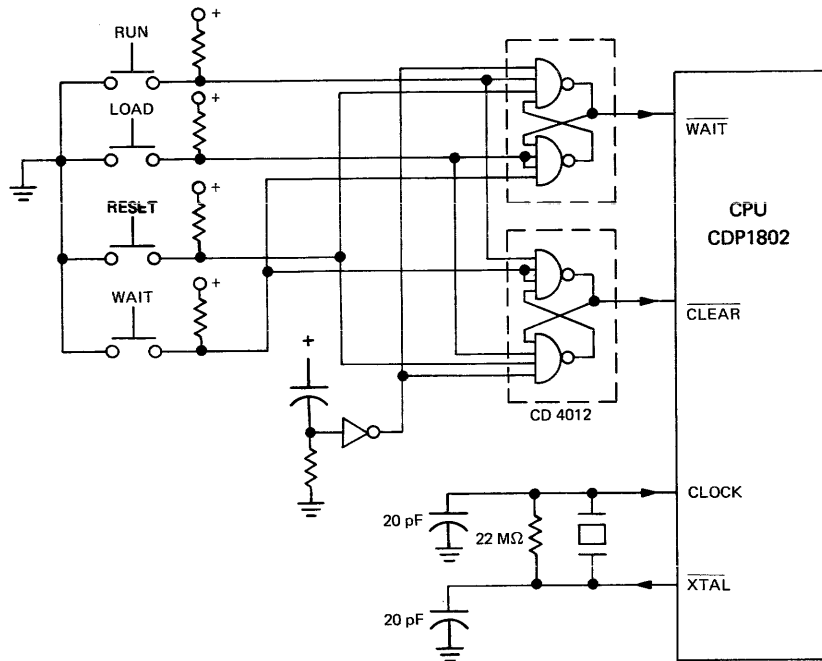 RUN
+
LOAD
+
RESET
+
WAIT
+
+
WAIT
CPU
CDP1802
CLEAR
CD 4012
CLOCK
20 pF
22 MΩ
XTAL
20 pF